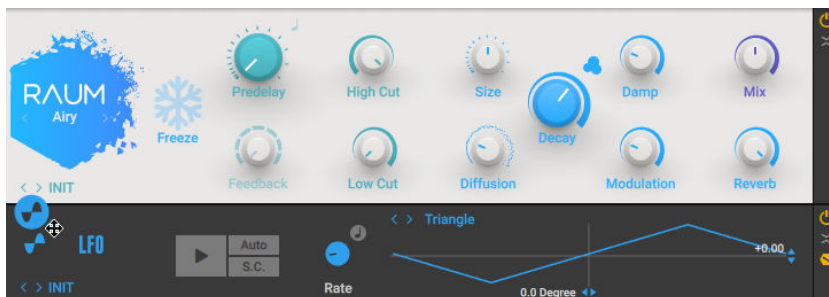 RAUM
Airy
Freeze
Predelay
High Cut
Size
Damp
Mix
Decay
Feedback
Low Cut
Diffusion
Modulation
Reverb
< > INIT
LFO
Auto
S.C.
Rate
< > Triangle
+0.00
0.0 Degree
< > INIT